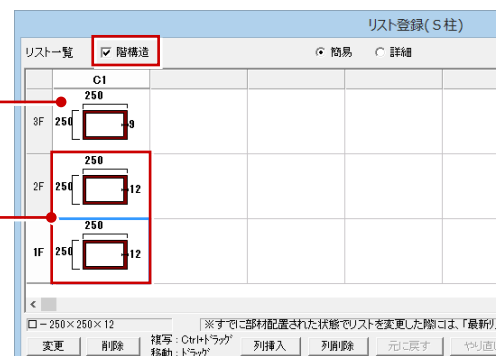 リスト登録(S柱)
リスト一覧 階構造 簡易 詳細
C1
250
3F 250 9
250
2F 250 12
250
1F 250 12
<
□-250×250×12 ※すでに部材配置された状態でリストを変更した際には、「最新リ
変更 削除 複写:Ctrl+ドラッグ 列挿入 列削除 元に戻す やり直
移動:ドラッグ